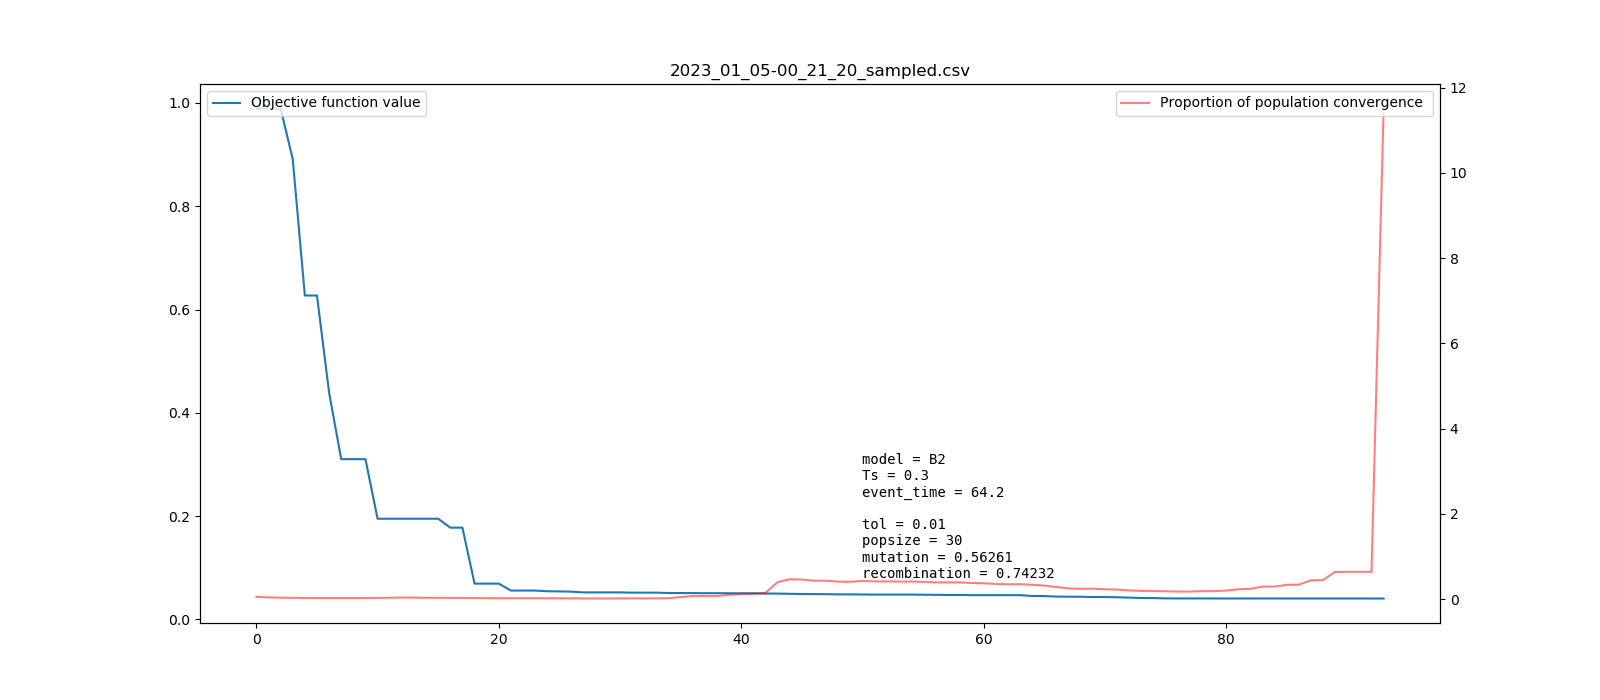 2023_01_05-00_21_20_sampled.csv
Objective function value
Proportion of population convergence
1.0
0.8
0.6
0.4
0.2
0.0
12
10
8
6
4
2
0
model = B2
Ts = 0.3
event_time = 64.2
tol = 0.01
popsize = 30
mutation = 0.56261
recombination = 0.74232
0 20 40 60 80